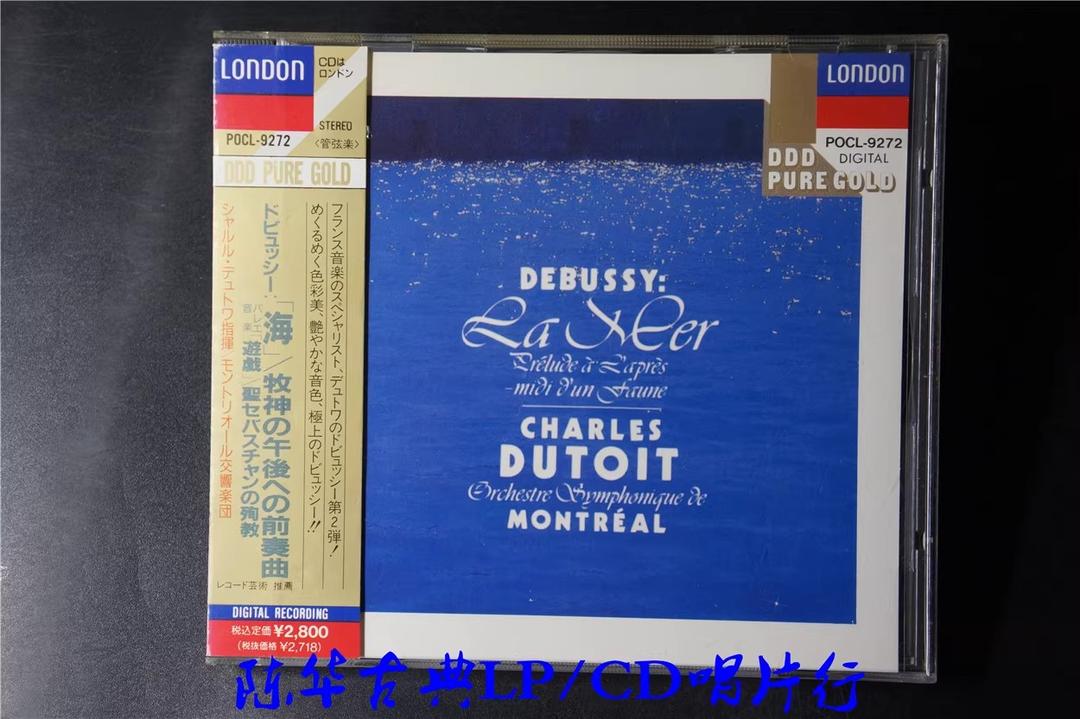 LONDON
CDは
ロンドン
STEREO
POCL-9272
〈管弦楽〉
DDD PURE GOLD
フランス音楽のスペシャリスト、デュトワのドビュッシー第2弾！
めくるめく色彩美、艶やかな音色、極上のドビュッシー!!
ドビュッシー：「海」／牧神の午後への前奏曲
バレエ音楽「遊戯」／聖セバスチャンの殉教
シャルル・デュトワ指揮／モントリオール交響楽団
レコード芸術 推薦
DIGITAL RECORDING
税込定価 ¥2,800
(税抜価格 ¥2,718)
LONDON
POCL-9272
DIGITAL
DDD
PURE GOLD
DEBUSSY:
La Mer
Prélude à L'après
-midi d'un Faune
CHARLES
DUTOIT
Orchestre Symphonique de
MONTRÉAL
陈华古典LP/CD唱片行